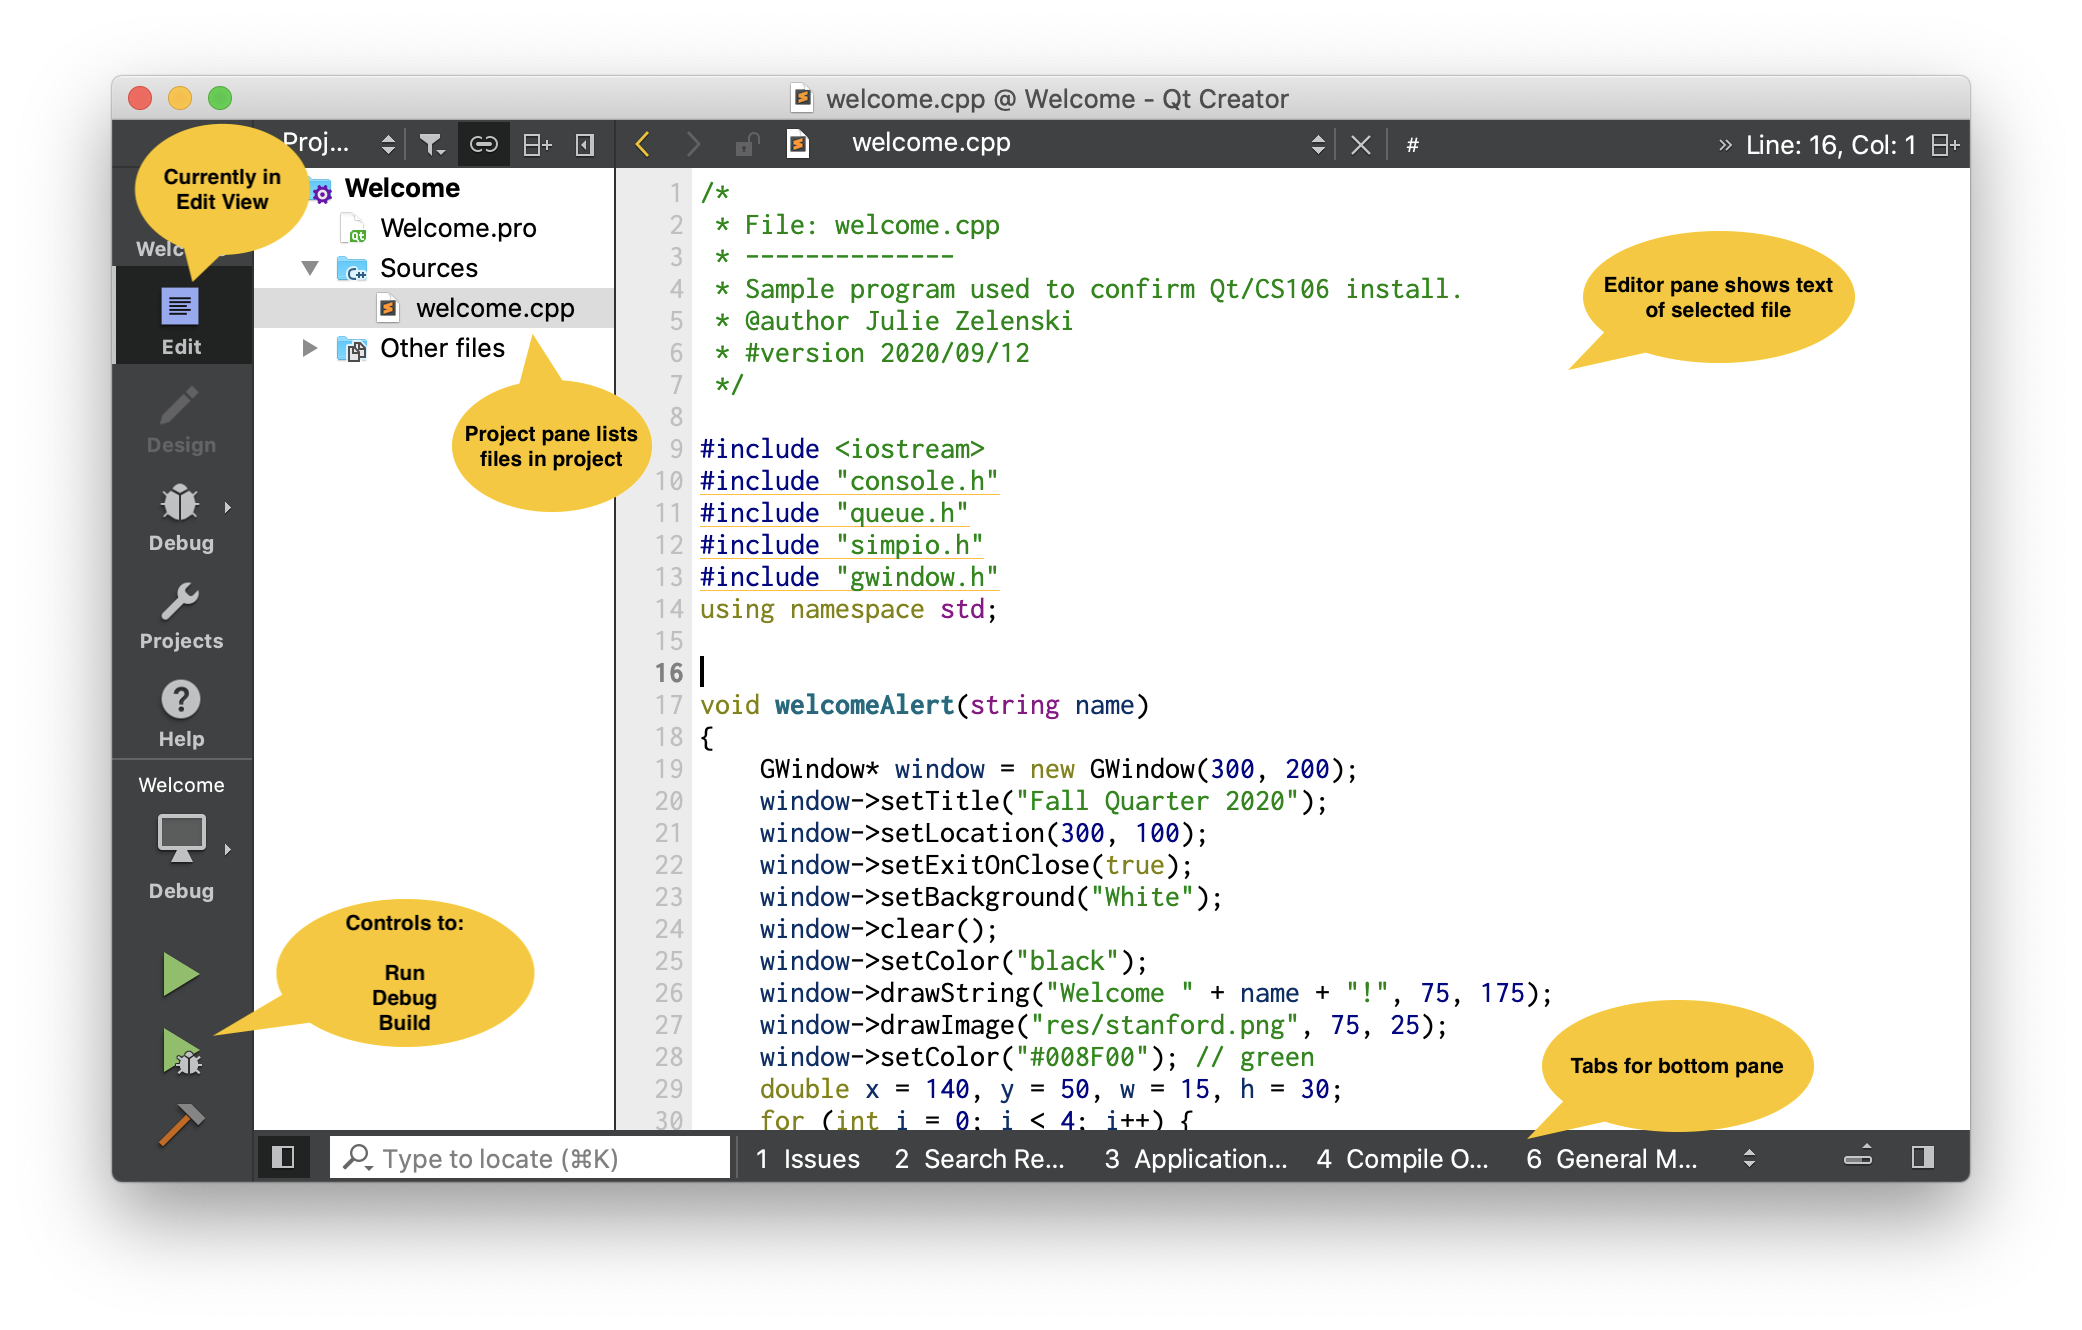 welcome.cpp @ Welcome - Qt Creator
Proj...
welcome.cpp
#
» Line: 16, Col: 1
Currently in
Edit View
Welc
Edit
Design
Debug
Projects
Help
Welcome
Debug
Welcome
Welcome.pro
Sources
welcome.cpp
Other files
Project pane lists
files in project
Controls to:
Run
Debug
Build
Editor pane shows text
of selected file
Tabs for bottom pane
1 /*
2  * File: welcome.cpp
3  * --------------
4  * Sample program used to confirm Qt/CS106 install.
5  * @author Julie Zelenski
6  * #version 2020/09/12
7  */
8
9 #include <iostream>
10 #include "console.h"
11 #include "queue.h"
12 #include "simpio.h"
13 #include "gwindow.h"
14 using namespace std;
15
16
17 void welcomeAlert(string name)
18 {
19     GWindow* window = new GWindow(300, 200);
20     window->setTitle("Fall Quarter 2020");
21     window->setLocation(300, 100);
22     window->setExitOnClose(true);
23     window->setBackground("White");
24     window->clear();
25     window->setColor("black");
26     window->drawString("Welcome " + name + "!", 75, 175);
27     window->drawImage("res/stanford.png", 75, 25);
28     window->setColor("#008F00"); // green
29     double x = 140, y = 50, w = 15, h = 30;
30     for (int i = 0; i < 4; i++) {
Type to locate (⌘K)
1 Issues
2 Search Re...
3 Application...
4 Compile O...
6 General M...